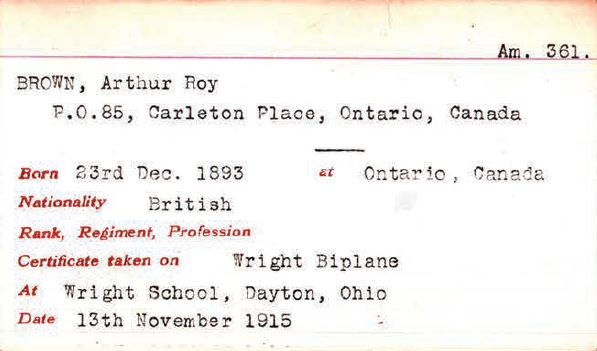 Am. 361.
BROWN, Arthur Roy
P.O.85, Carleton Place, Ontario, Canada
Born 23rd Dec. 1893 at Ontario, Canada
Nationality British
Rank, Regiment, Profession
Certificate taken on Wright Biplane
At Wright School, Dayton, Ohio
Date 13th November 1915